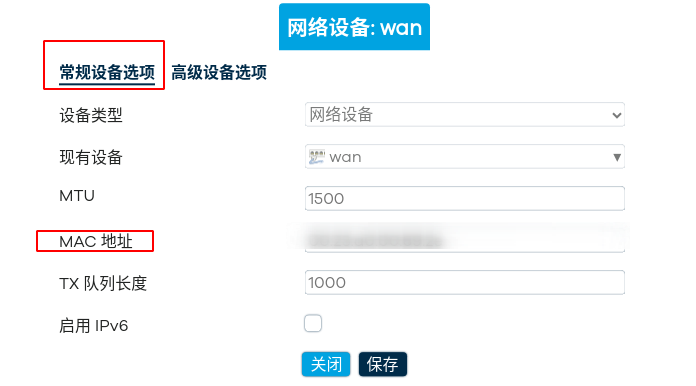 网络设备: wan
常规设备选项 高级设备选项
设备类型 网络设备
现有设备 wan
MTU 1500
MAC 地址
TX 队列长度 1000
启用 IPv6
关闭 保存